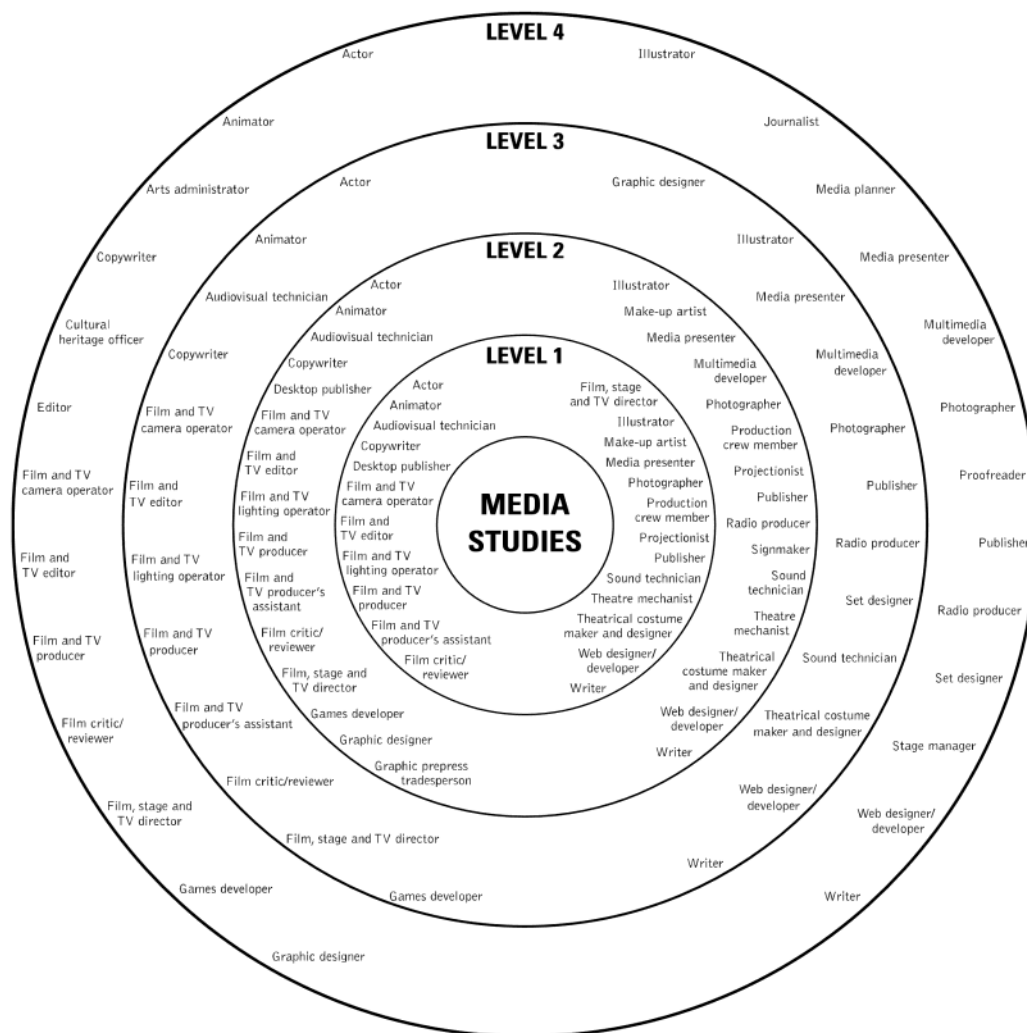 LEVEL 4
Actor
Animator
Arts administrator
Copywriter
Cultural
heritage officer
Editor
Film and TV
camera operator
Film and
TV editor
Film and TV
producer
Film critic/
reviewer
Film, stage and
TV director
Games developer
Graphic designer
Illustrator
Journalist
Media planner
Media presenter
Multimedia
developer
Photographer
Proofreader
Publisher
Radio producer
Set designer
Stage manager
Web designer/
developer
Writer
LEVEL 3
Actor
Animator
Audiovisual technician
Copywriter
Film and TV
camera operator
Film and
TV editor
Film and TV
lighting operator
Film and TV
producer
Film and TV
producer's assistant
Film critic/reviewer
Film, stage and TV director
Games developer
Graphic designer
Illustrator
Media presenter
Multimedia
developer
Photographer
Publisher
Radio producer
Set designer
Sound technician
Theatrical costume
maker and designer
Web designer/
developer
Writer
LEVEL 2
Actor
Animator
Audiovisual technician
Copywriter
Desktop publisher
Film and TV
camera operator
Film and
TV editor
Film and TV
lighting operator
Film and
TV producer
Film and
TV producer's
assistant
Film critic/
reviewer
Film, stage and
TV director
Games developer
Graphic designer
Graphic prepress
tradesperson
Illustrator
Make-up artist
Media presenter
Multimedia
developer
Photographer
Production
crew member
Projectionist
Publisher
Radio producer
Signmaker
Sound
technician
Theatre
mechanist
Theatrical
costume maker
and designer
Web designer/
developer
Writer
LEVEL 1
Actor
Animator
Audiovisual technician
Copywriter
Desktop publisher
Film and TV
camera operator
Film and
TV editor
Film and TV
lighting operator
Film and TV
producer
Film and TV
producer's assistant
Film critic/
reviewer
Film, stage
and TV director
Illustrator
Make-up artist
Media presenter
Photographer
Production
crew member
Projectionist
Publisher
Sound technician
Theatre mechanist
Theatrical costume
maker and designer
Web designer/
developer
Writer
MEDIA
STUDIES